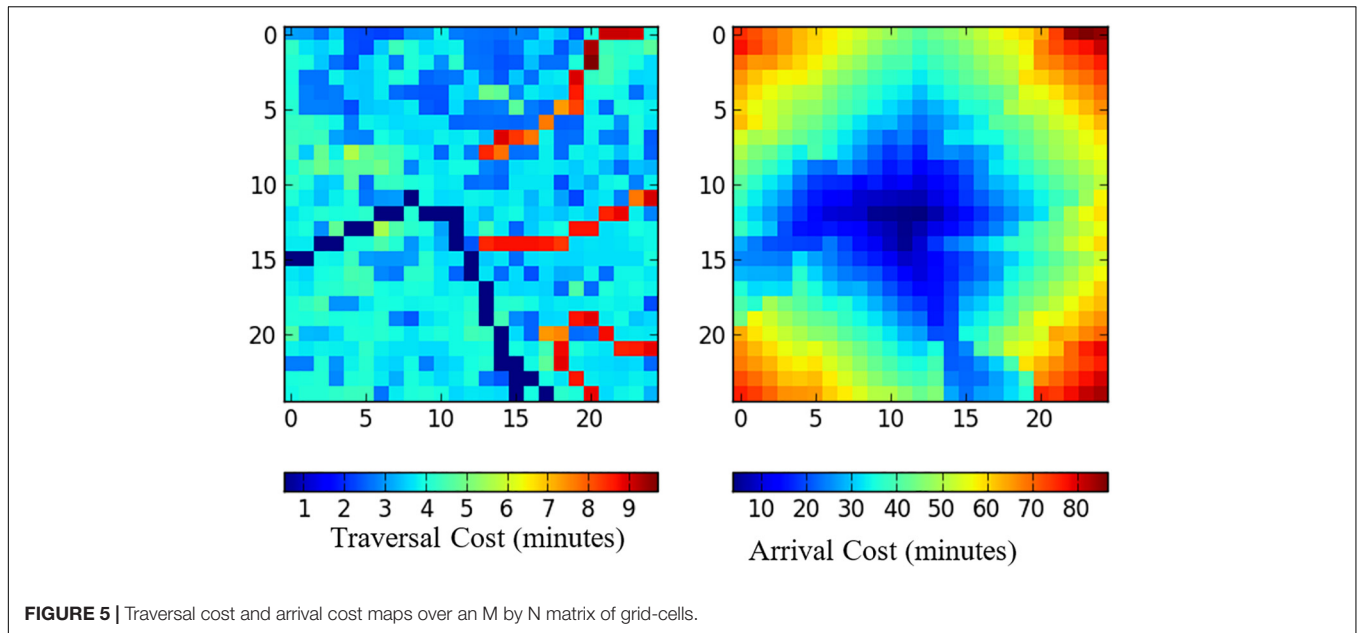 0
5
10
15
20
0 5 10 15 20
1 2 3 4 5 6 7 8 9
Traversal Cost (minutes)
0
5
10
15
20
0 5 10 15 20
10 20 30 40 50 60 70 80
Arrival Cost (minutes)
FIGURE 5 | Traversal cost and arrival cost maps over an M by N matrix of grid-cells.